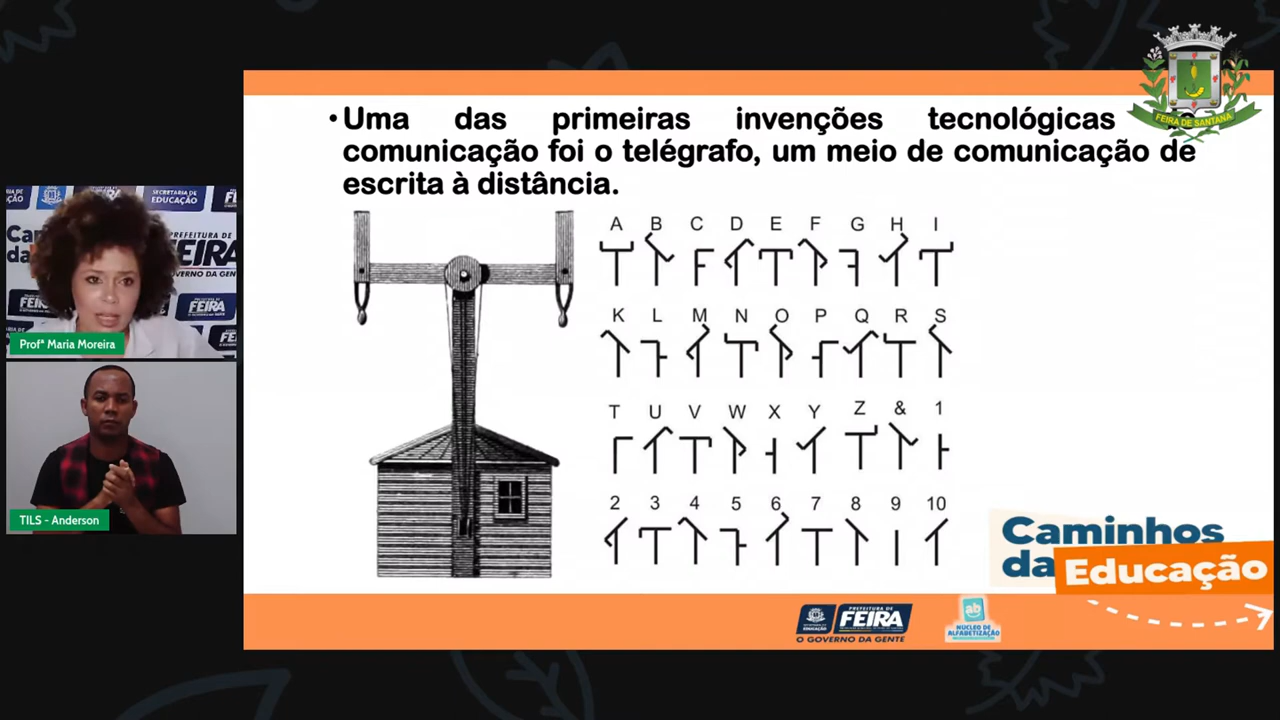 • Uma das primeiras invenções tecnológicas
comunicação foi o telégrafo, um meio de comunicação de
escrita à distância.
FEIRA DE SANTANA
A B C D E F G H I
K L M N O P Q R S
T U V W X Y Z & 1
2 3 4 5 6 7 8 9 10
SECRETARIA DE
EDUCAÇÃO
PREFEITURA DE
FEIRA
GOVERNO DA GENTE
Profª Maria Moreira
TILS - Anderson
Caminhos
da Educação
PREFEITURA DE
FEIRA
O GOVERNO DA GENTE
ab
NÚCLEO DE
ALFABETIZAÇÃO